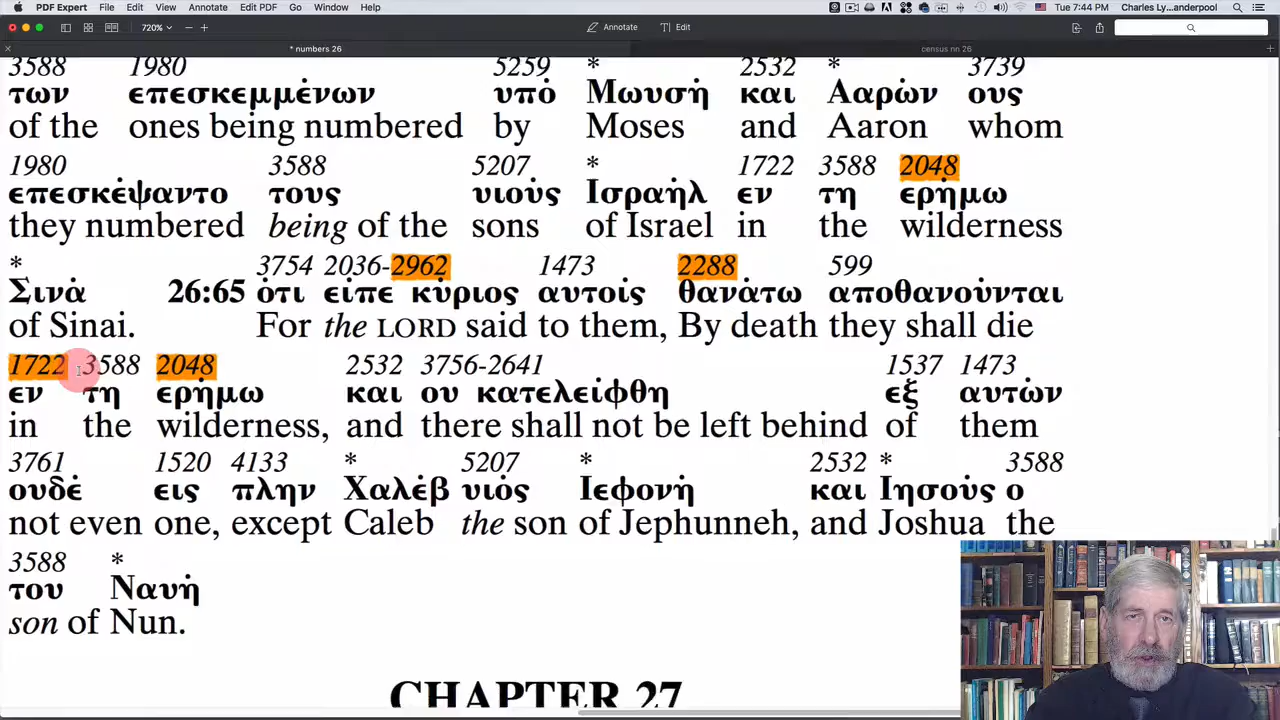 PDF Expert File Edit View Annotate Edit PDF Go Window Help Tue 7:44 PM Charles Ly...anderpool
720% Annotate Edit
* numbers 26 census nn 26
3588 1980 5259 * 2532 * 3739
των επεσκεμμένων υπό Μωυσή και Ααρών ους
of the ones being numbered by Moses and Aaron whom
1980 3588 5207 * 1722 3588 2048
επεσκέψαντο τους υιούς Ισραήλ εν τη ερήμω
they numbered being of the sons of Israel in the wilderness
* 3754 2036-2962 1473 2288 599
Σινά 26:65 ότι είπε κύριος αυτοίς θανάτω αποθανούνται
of Sinai. For the LORD said to them, By death they shall die
1722 3588 2048 2532 3756-2641 1537 1473
εν τη ερήμω και ου κατελείφθη εξ αυτών
in the wilderness, and there shall not be left behind of them
3761 1520 4133 * 5207 * 2532 * 3588
ουδέ εις πλην Χαλέβ υιός Ιεφονή και Ιησούς ο
not even one, except Caleb the son of Jephunneh, and Joshua the
3588 *
του Ναυή
son of Nun.
CHAPTER 27